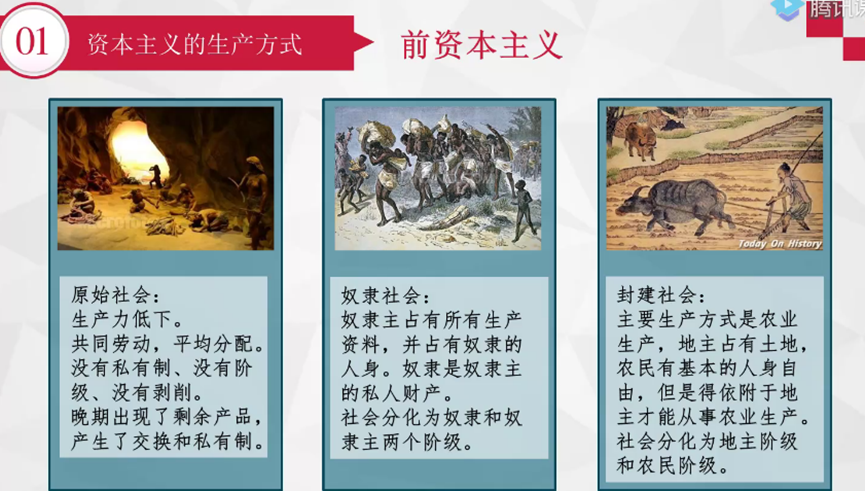 01
资本主义的生产方式
前资本主义
腾讯课
Today On History
原始社会：
生产力低下。
共同劳动，平均分配。
没有私有制、没有阶
级、没有剥削。
晚期出现了剩余产品，
产生了交换和私有制。
奴隶社会：
奴隶主占有所有生产
资料，并占有奴隶的
人身。奴隶是奴隶主
的私人财产。
社会分化为奴隶和奴
隶主两个阶级。
封建社会：
主要生产方式是农业
生产，地主占有土地，
农民有基本的人身自
由，但是得依附于地
主才能从事农业生产。
社会分化为地主阶级
和农民阶级。